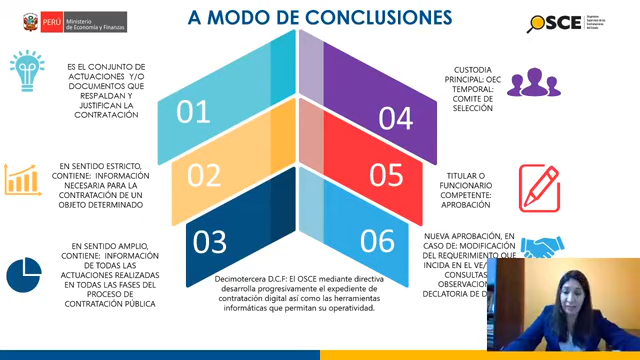 A MODO DE CONCLUSIONES
PERÚ
Ministerio
de Economía y Finanzas
OSCE
ES EL CONJUNTO DE
ACTUACIONES Y/O
DOCUMENTOS QUE
RESPALDAN Y
JUSTIFICAN LA
CONTRATACIÓN
01
EN SENTIDO ESTRICTO,
CONTIENE: INFORMACIÓN
NECESARIA PARA LA
CONTRATACIÓN DE UN
OBJETO DETERMINADO
02
EN SENTIDO AMPLIO,
CONTIENE: INFORMACIÓN
DE TODAS LAS
ACTUACIONES REALIZADAS
EN TODAS LAS FASES DEL
PROCESO DE
CONTRATACIÓN PÚBLICA
03
04
CUSTODIA
PRINCIPAL: OEC
TEMPORAL:
COMITE DE
SELECCIÓN
05
TITULAR O
FUNCIONARIO
COMPETENTE:
APROBACIÓN
06
NUEVA APROBACIÓN, EN
CASO DE: MODIFICACIÓN
DEL REQUERIMIENTO QUE
INCIDA EN EL VE/
CONSULTAS
OBSERVACION
DECLATORIA DE D
Decimotercera D.C.F: El OSCE mediante directiva
desarrolla progresivamente el expediente de
contratación digital así como las herramientas
informáticas que permitan su operatividad.